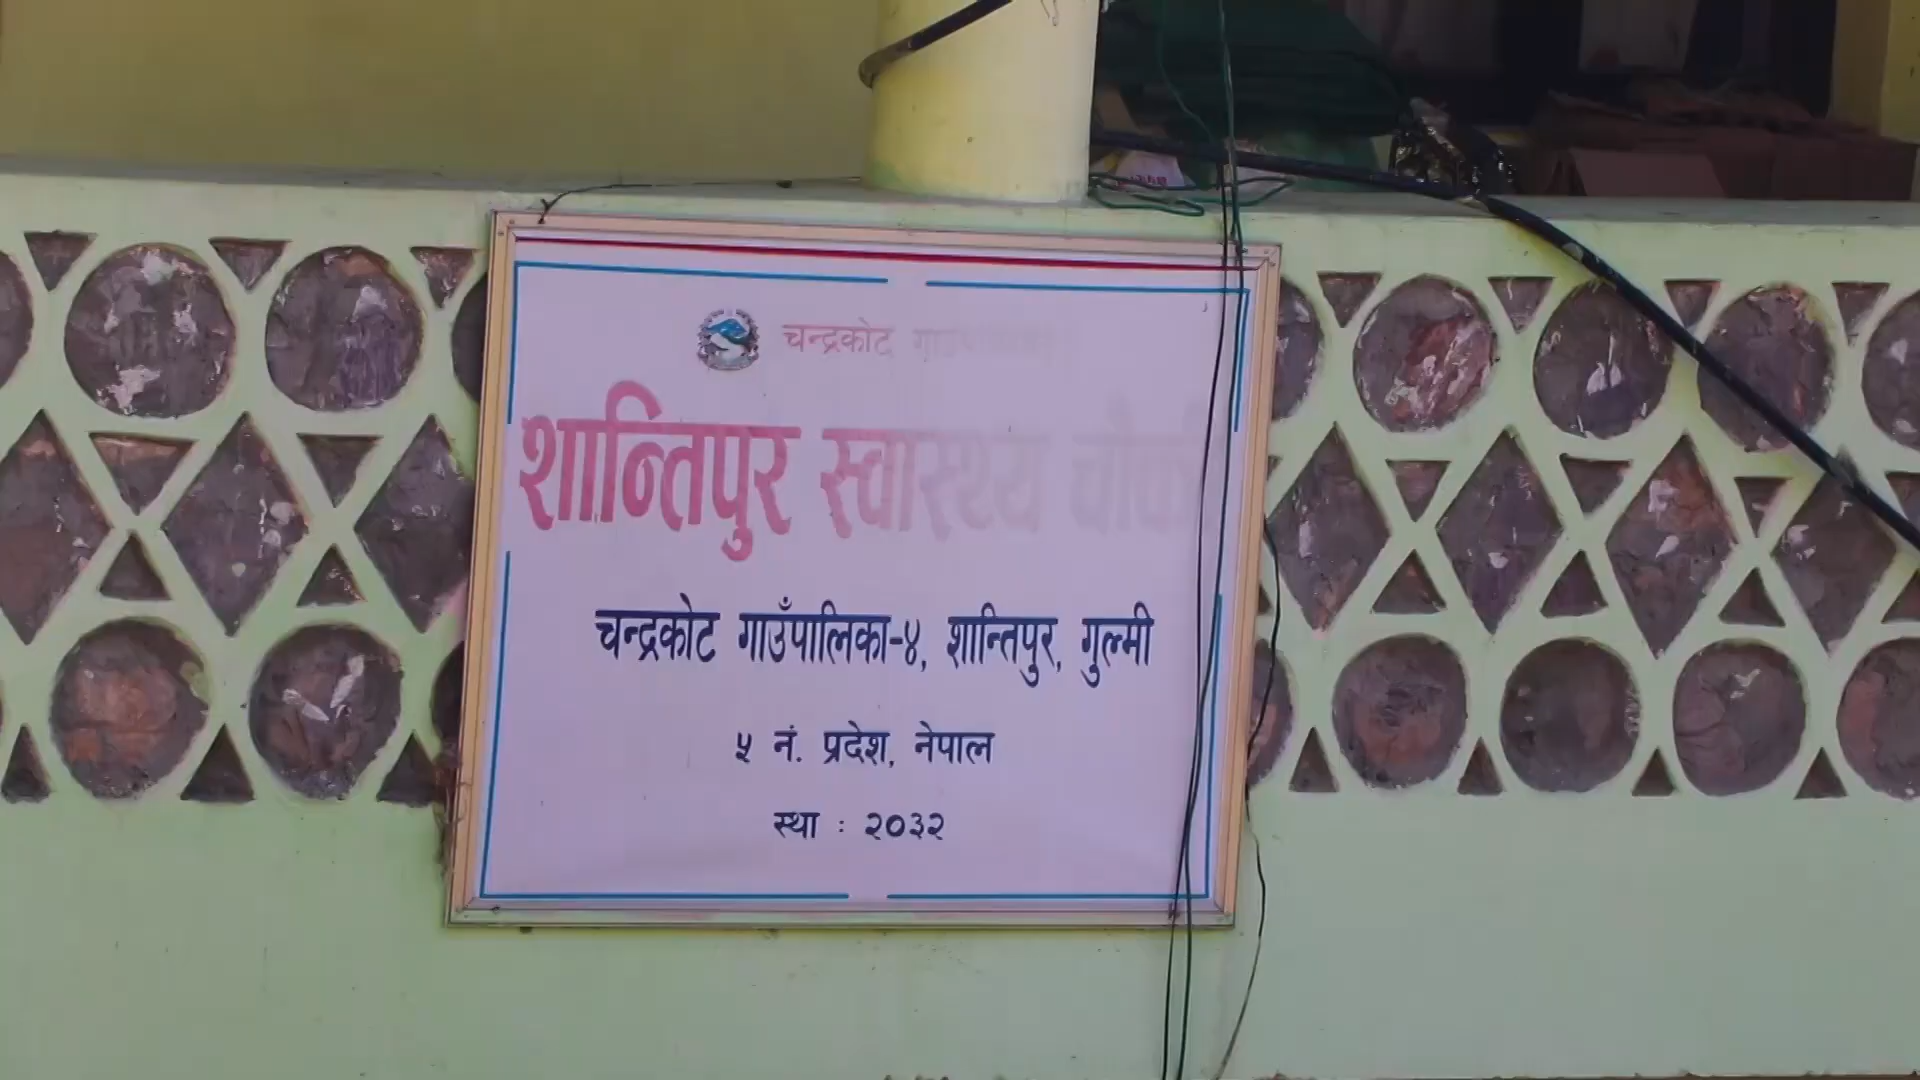 चन्द्रकोट
शान्तिपुर स्वास्थ्य चौकी
चन्द्रकोट गाउँपालिका-४, शान्तिपुर, गुल्मी
५ नं. प्रदेश, नेपाल
स्था : २०३२